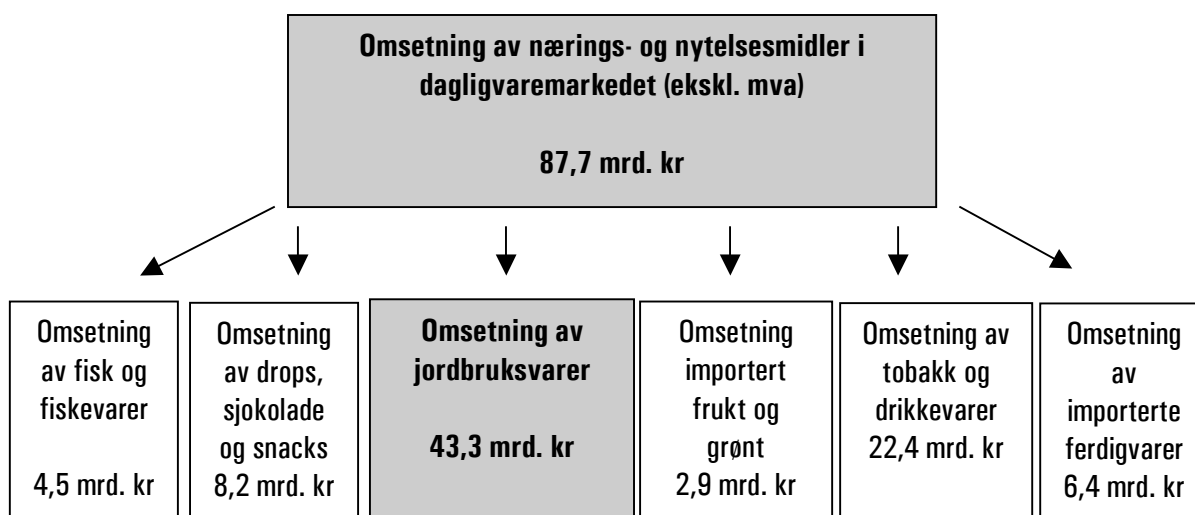 Omsetning av nærings- og nytelsesmidler i
dagligvaremarkedet (ekskl. mva)
87,7 mrd. kr
Omsetning
av fisk og
fiskevarer
4,5 mrd. kr
Omsetning
av drops,
sjokolade
og snacks
8,2 mrd. kr
Omsetning av
jordbruksvarer
43,3 mrd. kr
Omsetning
importert
frukt og
grønt
2,9 mrd. kr
Omsetning av
tobakk og
drikkevarer
22,4 mrd. kr
Omsetning
av
importerte
ferdigvarer
6,4 mrd. kr